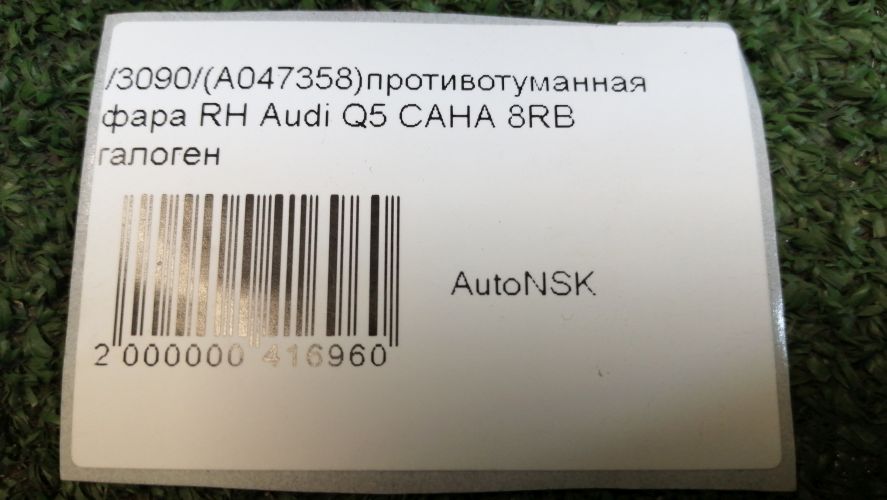 /3090/(A047358)противотуманная
фара RH Audi Q5 CAHA 8RB
галоген
AutoNSK
2 000000 416960